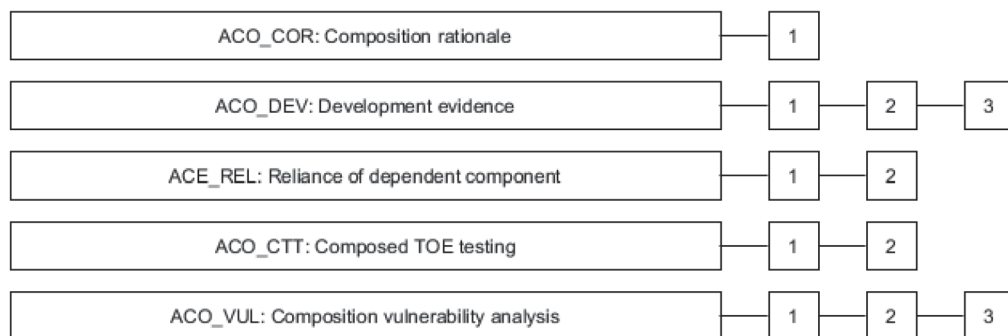 ACO_COR: Composition rationale 1
ACO_DEV: Development evidence 1 2 3
ACE_REL: Reliance of dependent component 1 2
ACO_CTT: Composed TOE testing 1 2
ACO_VUL: Composition vulnerability analysis 1 2 3